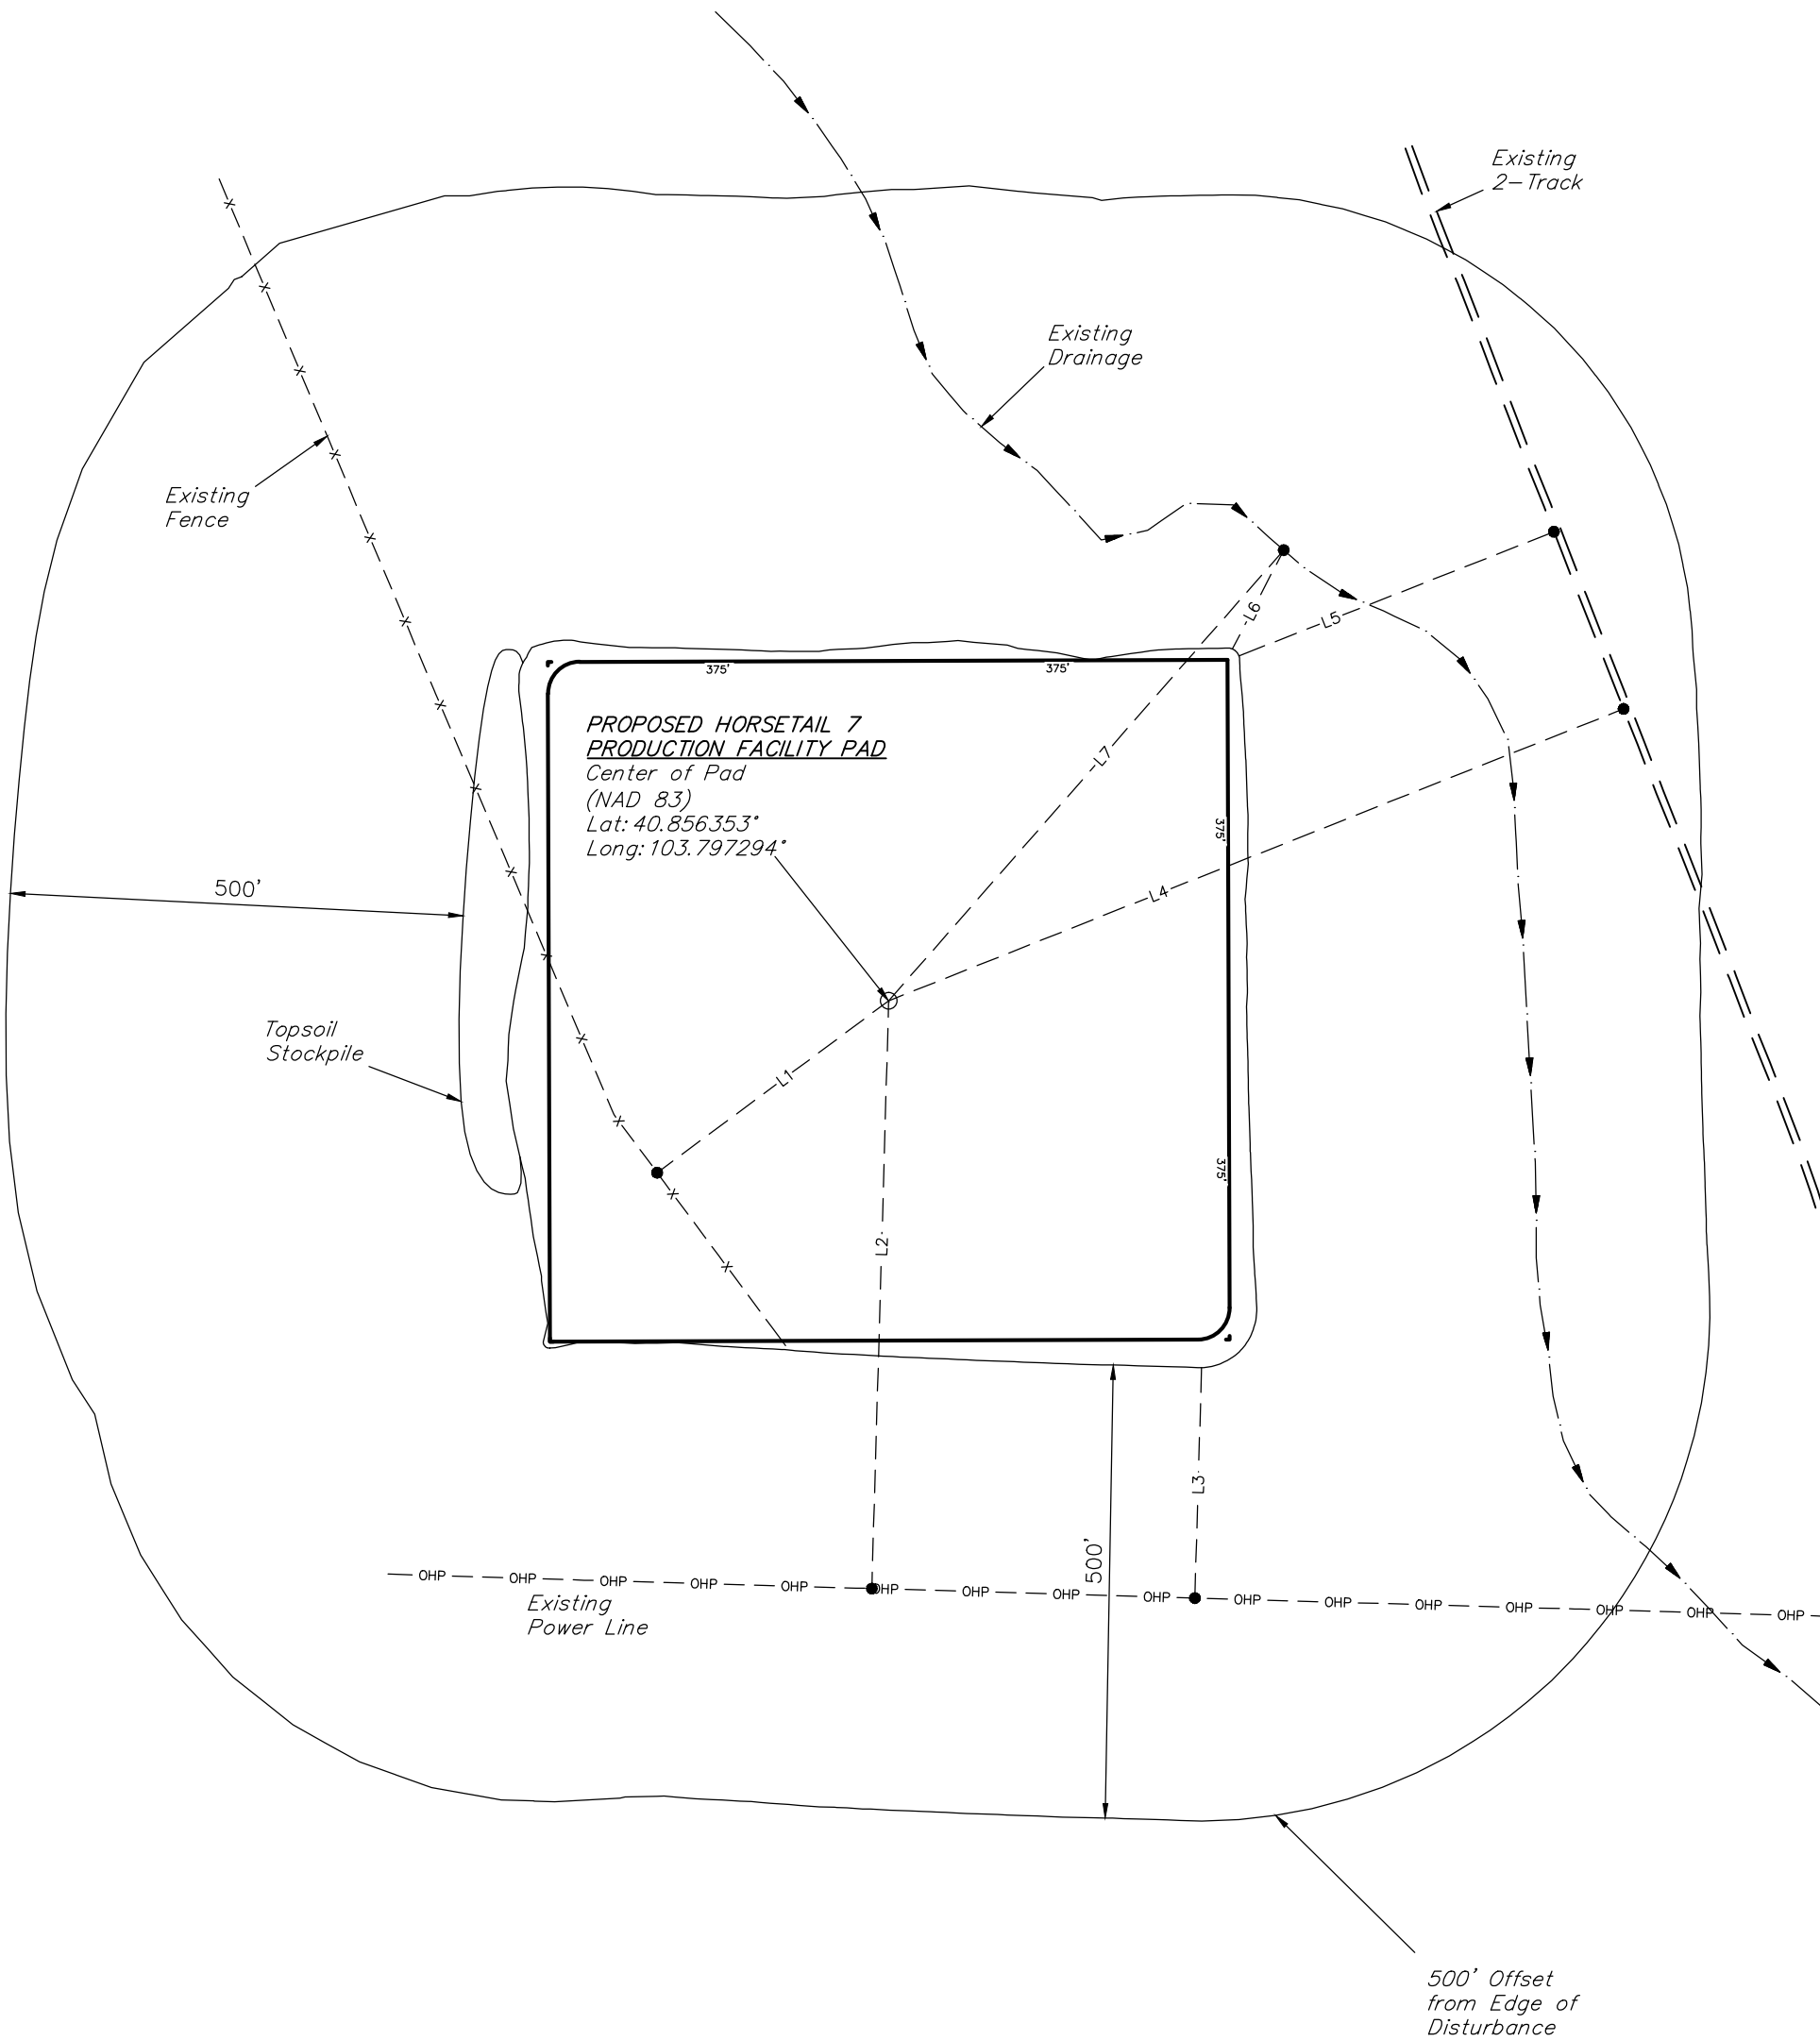 Existing
2-Track
Existing
Drainage
Existing
Fence
L6
L5
375'
375'
PROPOSED HORSETAIL 7
PRODUCTION FACILITY PAD
Center of Pad
(NAD 83)
Lat: 40.856353°
Long: 103.797294°
L7
375'
L4
500'
Topsoil
Stockpile
L1
375'
L2
L3
500'
OHP OHP OHP OHP OHP OHP OHP OHP OHP OHP OHP OHP OHP OHP OHP OHP
Existing
Power Line
500' Offset
from Edge of
Disturbance